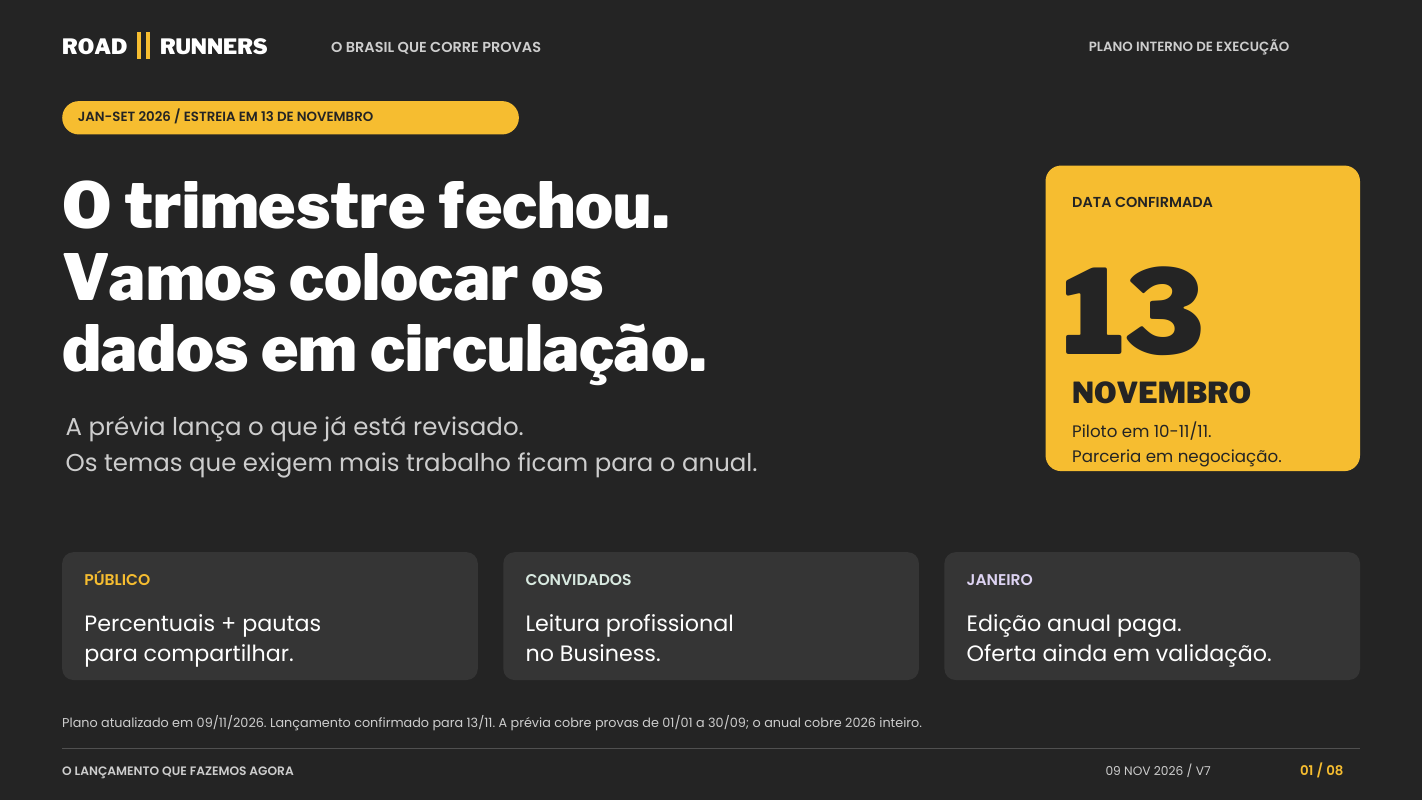 ROAD || RUNNERS
O BRASIL QUE CORRE PROVAS
PLANO INTERNO DE EXECUÇÃO
JAN-SET 2026 / ESTREIA EM 13 DE NOVEMBRO
O trimestre fechou.
Vamos colocar os
dados em circulação.
A prévia lança o que já está revisado.
Os temas que exigem mais trabalho ficam para o anual.
DATA CONFIRMADA
13
NOVEMBRO
Piloto em 10-11/11.
Parceria em negociação.
PÚBLICO
Percentuais + pautas
para compartilhar.
CONVIDADOS
Leitura profissional
no Business.
JANEIRO
Edição anual paga.
Oferta ainda em validação.
Plano atualizado em 09/11/2026. Lançamento confirmado para 13/11. A prévia cobre provas de 01/01 a 30/09; o anual cobre 2026 inteiro.
O LANÇAMENTO QUE FAZEMOS AGORA
09 NOV 2026 / V7
01 / 08